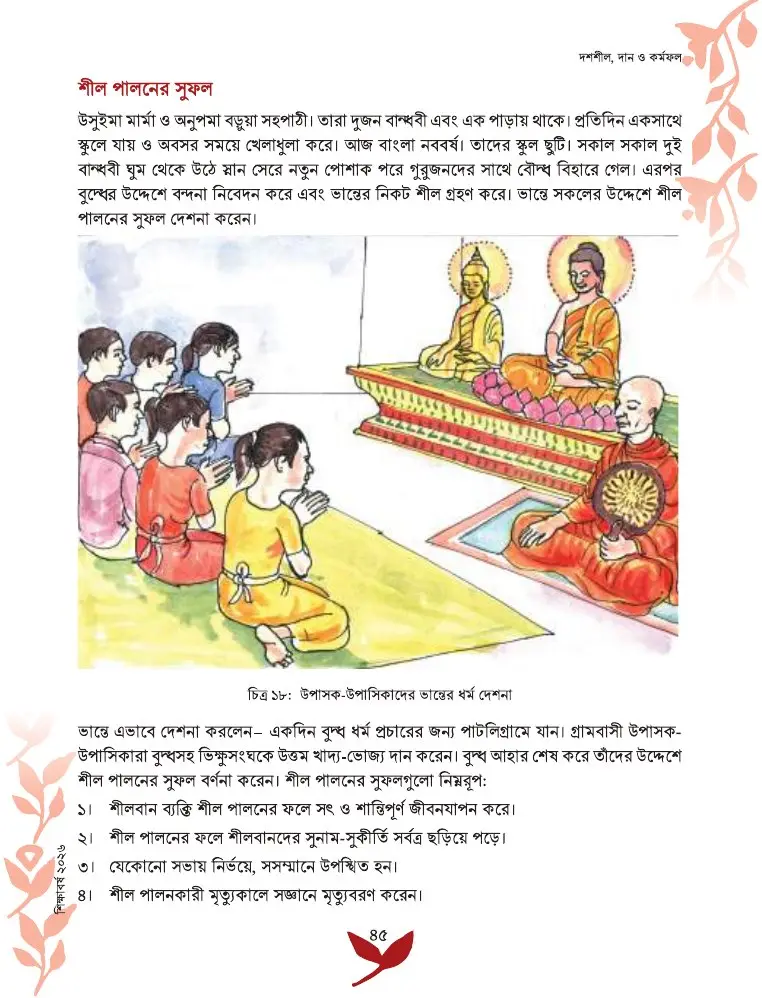 দশশীল, দান ও কর্মফল
শীল পালনের সুফল
উসুইমা মার্মা ও অনুপমা বড়ুয়া সহপাঠী। তারা দুজন বান্ধবী এবং এক পাড়ায় থাকে। প্রতিদিন একসাথে
স্কুলে যায় ও অবসর সময়ে খেলাধুলা করে। আজ বাংলা নববর্ষ। তাদের স্কুল ছুটি। সকাল সকাল দুই
বান্ধবী ঘুম থেকে উঠে স্নান সেরে নতুন পোশাক পরে গুরুজনদের সাথে বৌদ্ধ বিহারে গেল। এরপর
বুদ্ধের উদ্দেশে বন্দনা নিবেদন করে এবং ভান্তের নিকট শীল গ্রহণ করে। ভান্তে সকলের উদ্দেশে শীল
পালনের সুফল দেশনা করেন।
চিত্র ১৮: উপাসক-উপাসিকাদের ভান্তের ধর্ম দেশনা
ভান্তে এভাবে দেশনা করলেন– একদিন বুদ্ধ ধর্ম প্রচারের জন্য পাটলিগ্রামে যান। গ্রামবাসী উপাসক-
উপাসিকারা বুদ্ধসহ ভিক্ষুসংঘকে উত্তম খাদ্য-ভোজ্য দান করেন। বুদ্ধ আহার শেষ করে তাঁদের উদ্দেশে
শীল পালনের সুফল বর্ণনা করেন। শীল পালনের সুফলগুলো নিম্নরূপ:
১। শীলবান ব্যক্তি শীল পালনের ফলে সৎ ও শান্তিপূর্ণ জীবনযাপন করে।
২। শীল পালনের ফলে শীলবানদের সুনাম-সুকীর্তি সর্বত্র ছড়িয়ে পড়ে।
৩। যেকোনো সভায় নির্ভয়ে, সসম্মানে উপস্থিত হন।
৪। শীল পালনকারী মৃত্যুকালে সজ্ঞানে মৃত্যুবরণ করেন।
শিক্ষাবর্ষ ২০২৬
৪৫